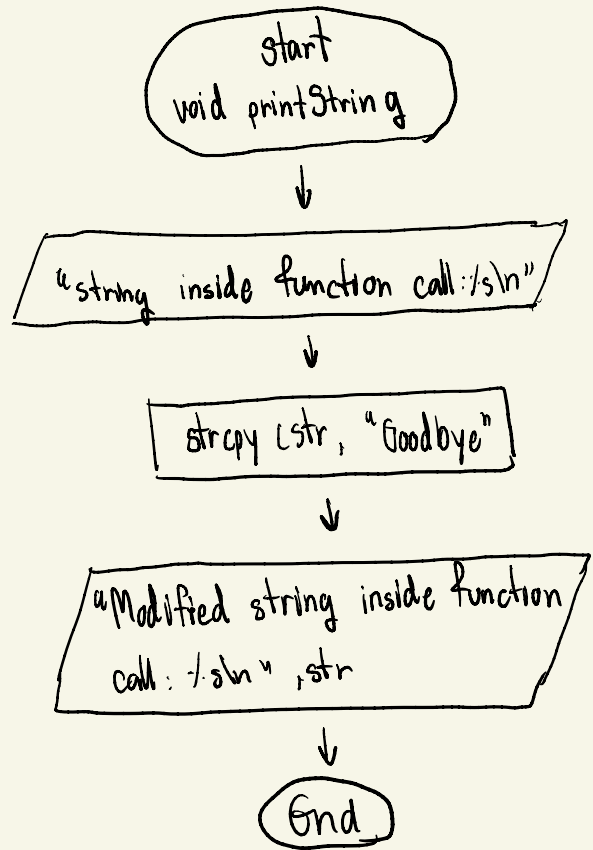 start
void printString
"string inside function call:%s\n"
strcpy (str, "Goodbye"
"Modified string inside function
call: %s\n" ,str
End